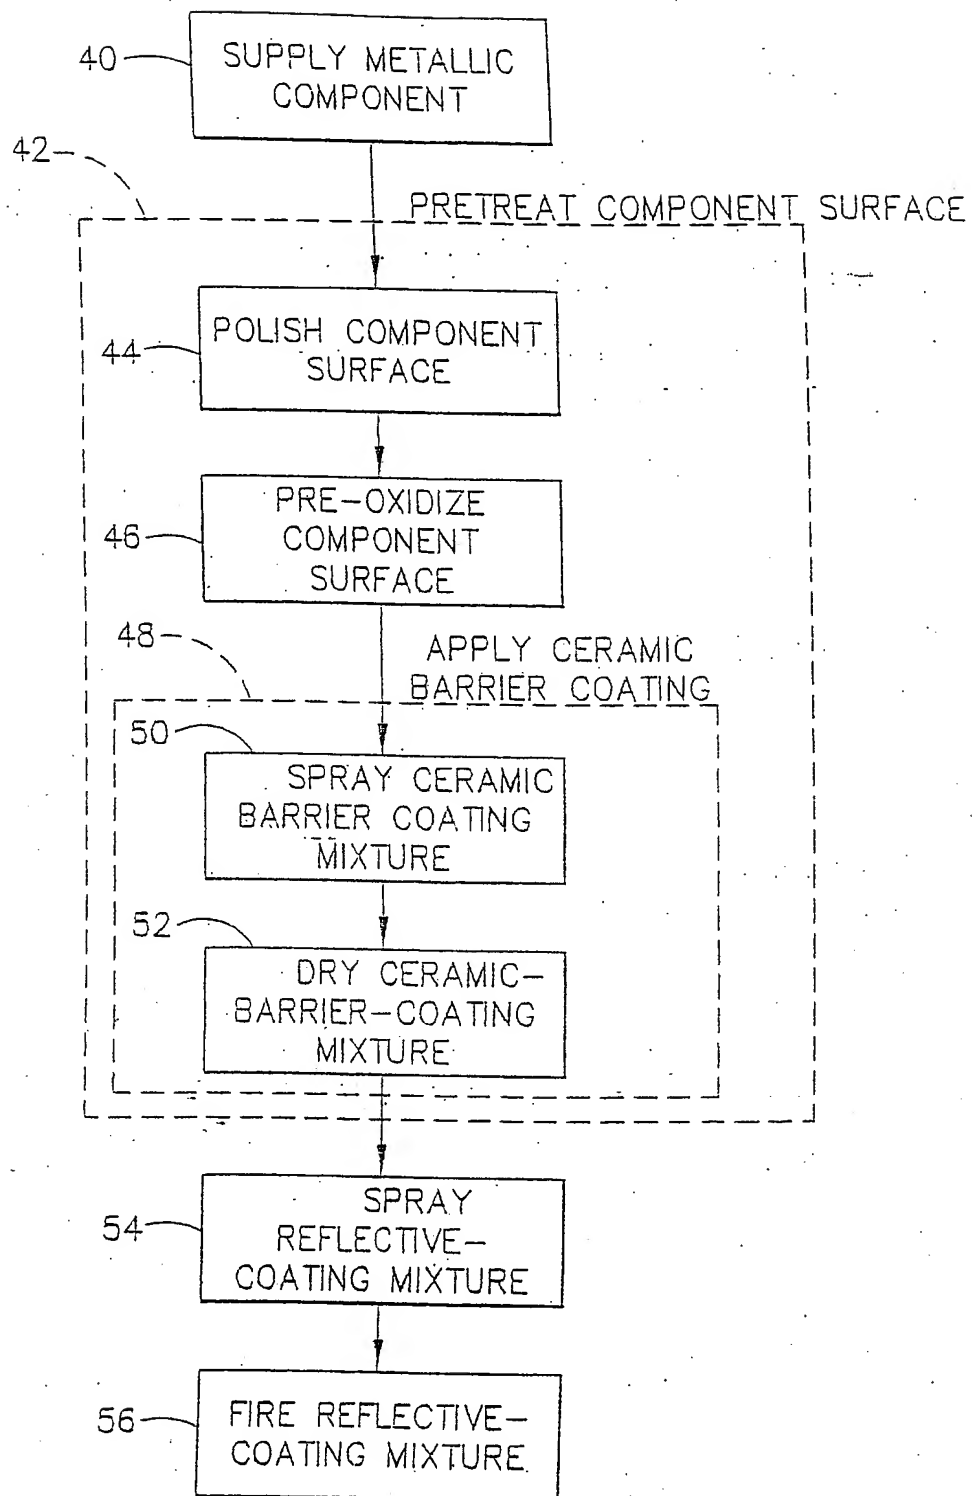 40
SUPPLY METALLIC
COMPONENT
42
PRETREAT COMPONENT SURFACE
44
POLISH COMPONENT
SURFACE
46
PRE-OXIDIZE
COMPONENT
SURFACE
48
APPLY CERAMIC
BARRIER COATING
50
SPRAY CERAMIC
BARRIER COATING
MIXTURE
52
DRY CERAMIC-
BARRIER-COATING
MIXTURE
54
SPRAY
REFLECTIVE-
COATING MIXTURE
56
FIRE REFLECTIVE-
COATING MIXTURE